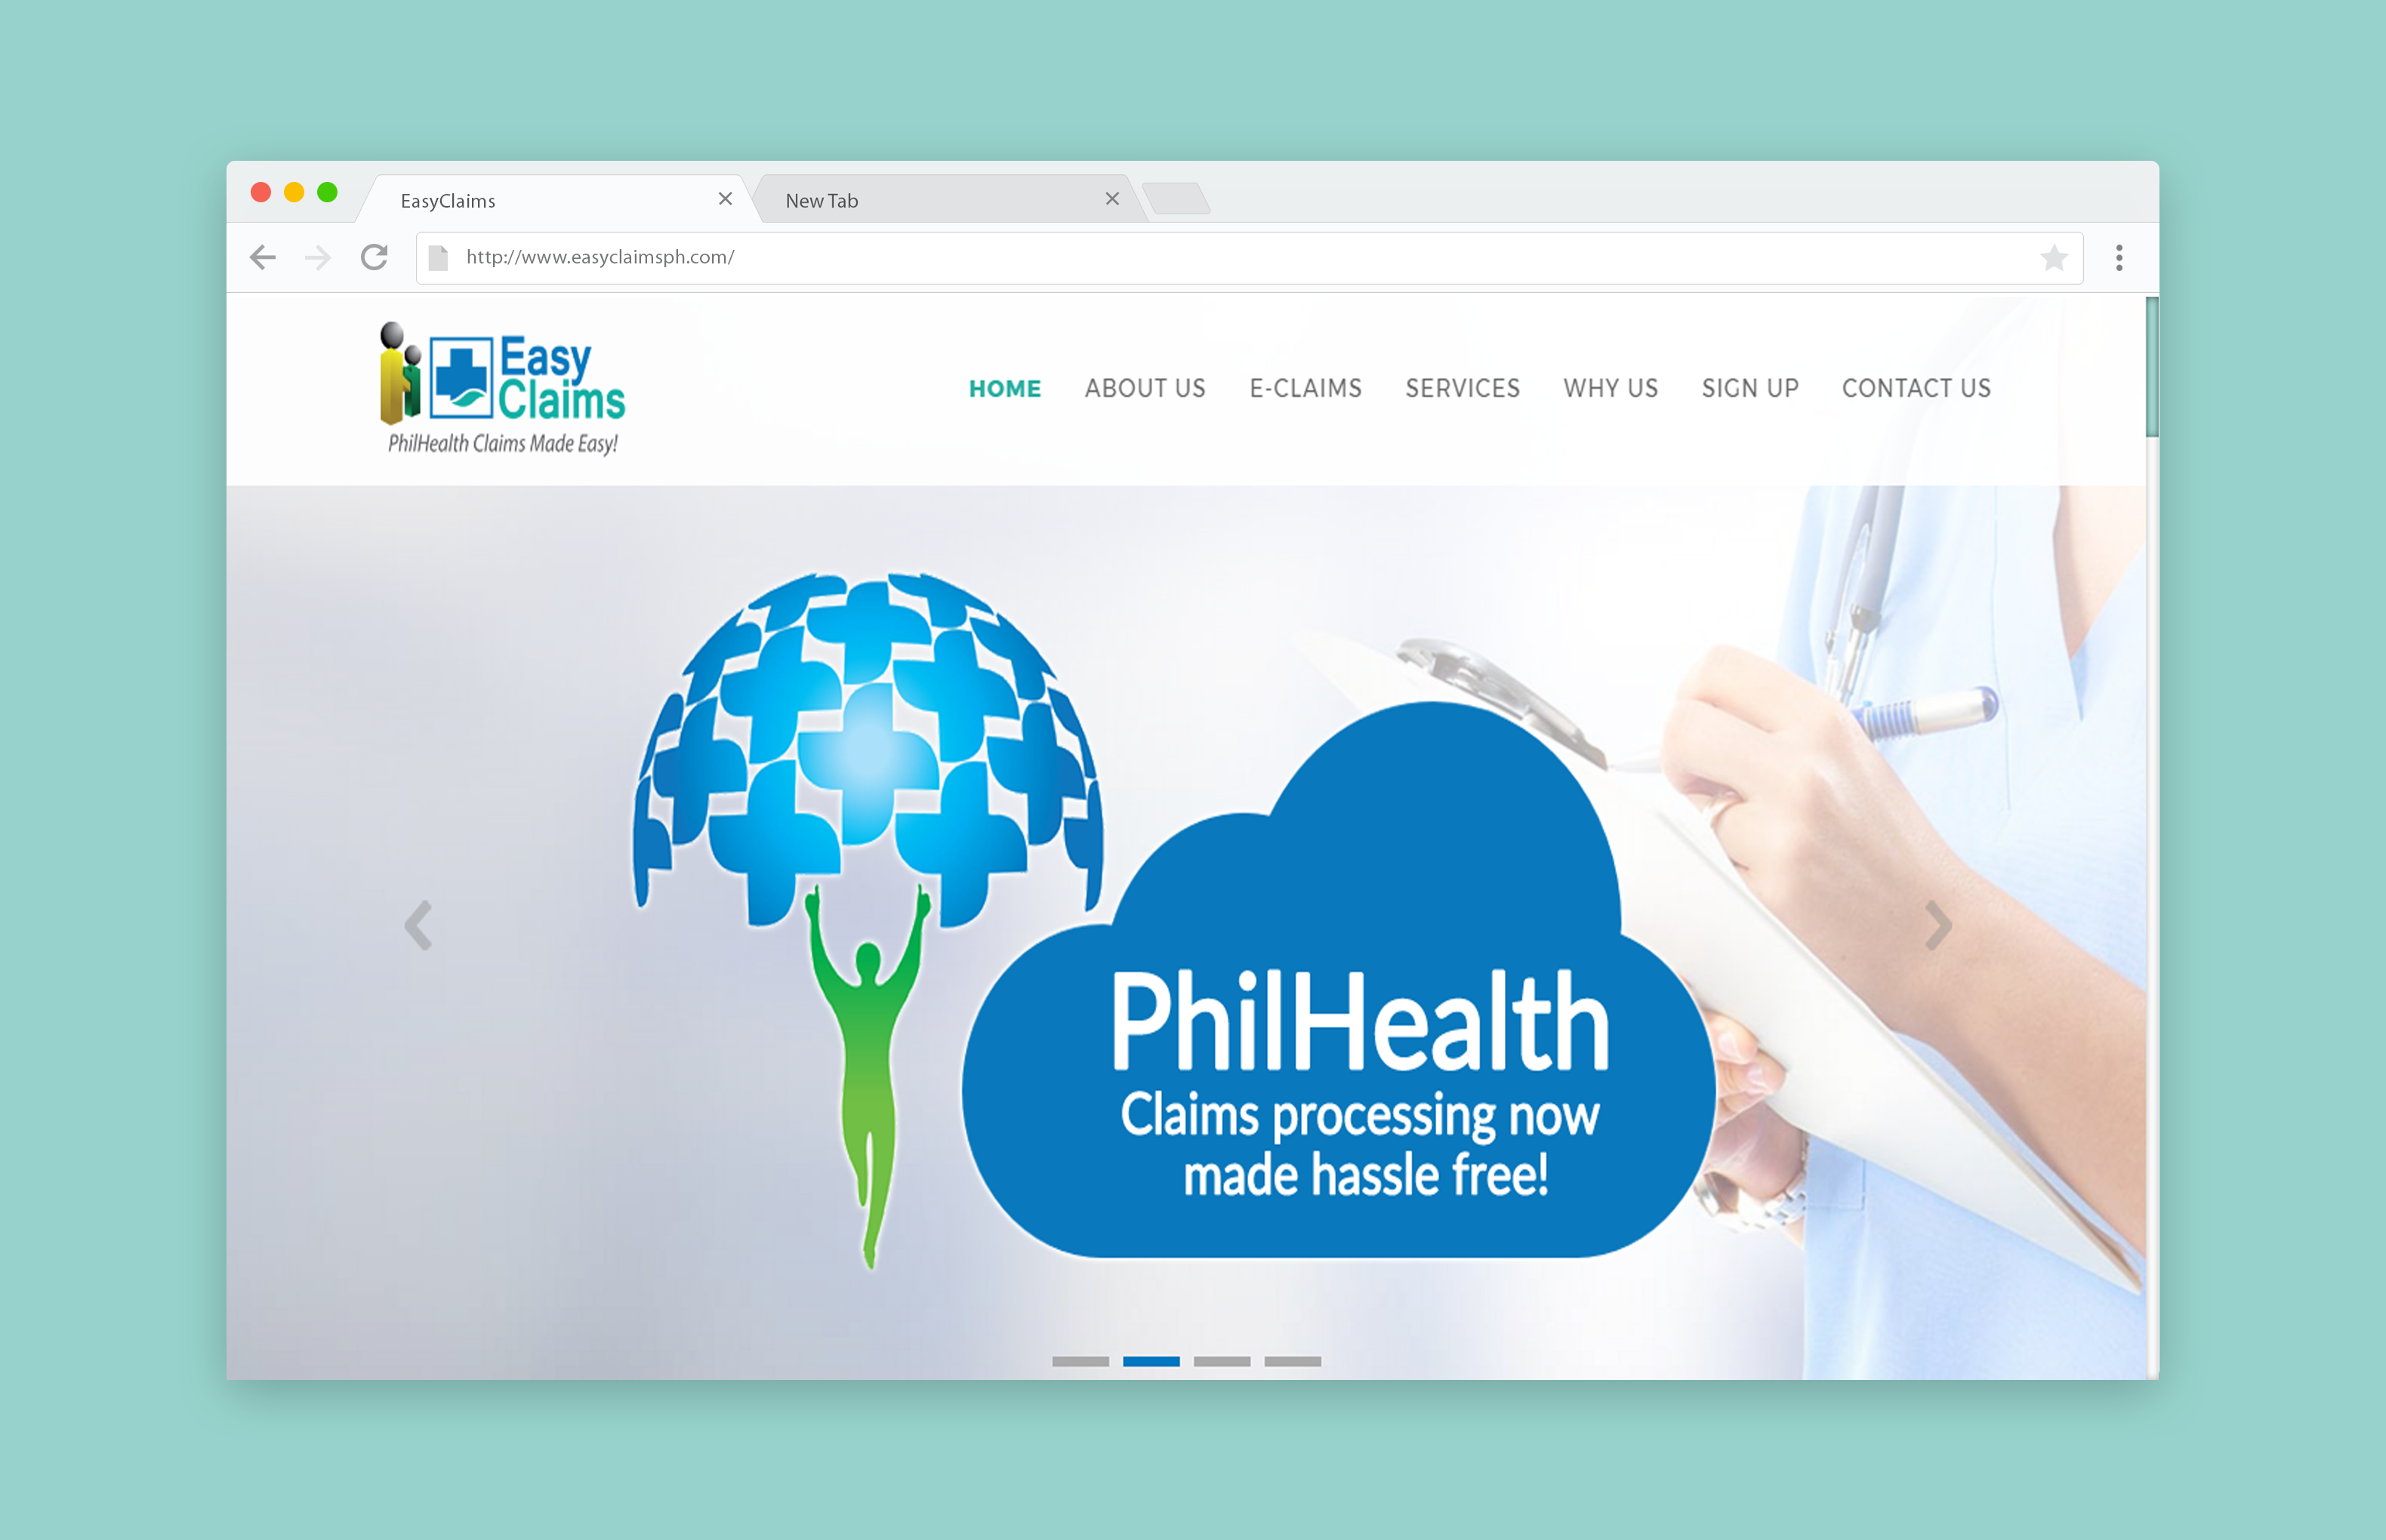 EasyClaims
New Tab
http://www.easyclaimsph.com/
Easy
Claims
PhilHealth Claims Made Easy!
HOME ABOUT US E-CLAIMS SERVICES WHY US SIGN UP CONTACT US
PhilHealth
Claims processing now
made hassle free!